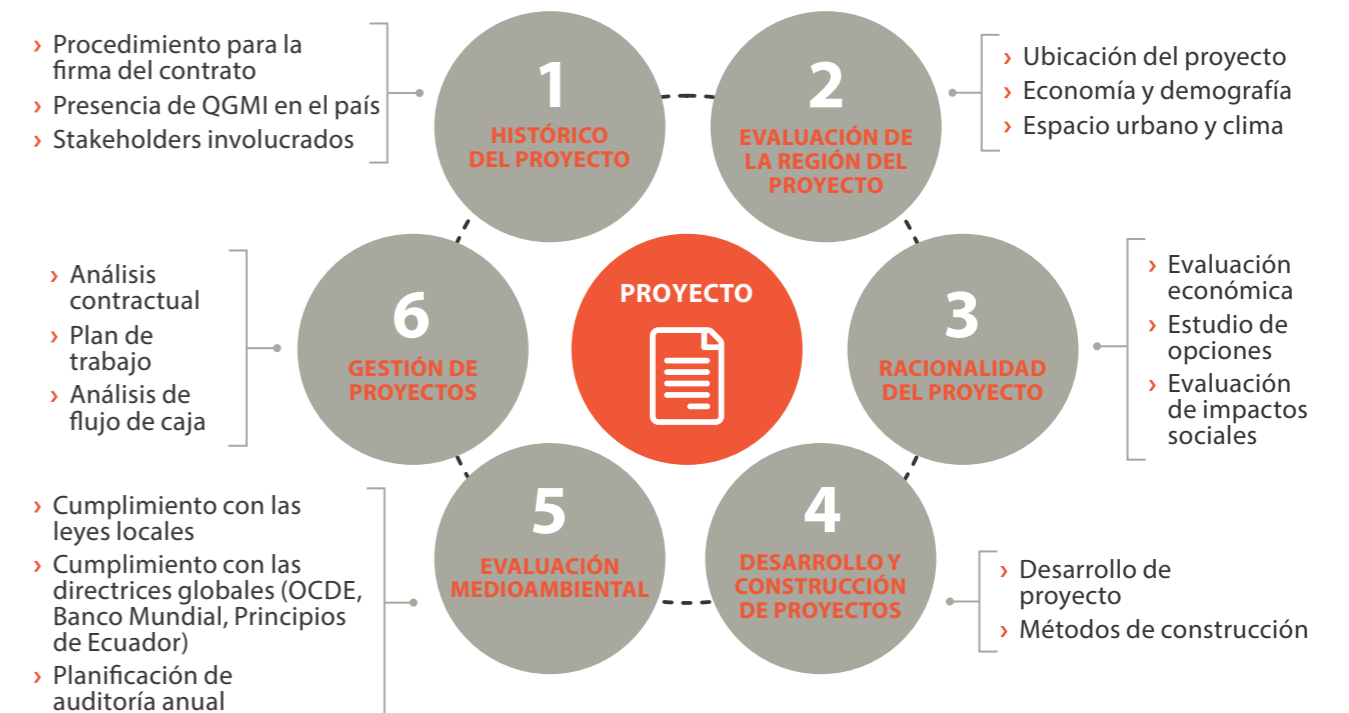 › Procedimiento para la
firma del contrato
› Presencia de QGMI en el país
› Stakeholders involucrados
1
HISTÓRICO
DEL PROYECTO
2
EVALUACIÓN DE
LA REGIÓN DEL
PROYECTO
› Ubicación del proyecto
› Economía y demografía
› Espacio urbano y clima
› Análisis
contractual
› Plan de
trabajo
› Análisis de
flujo de caja
6
GESTIÓN DE
PROYECTOS
PROYECTO
3
RACIONALIDAD
DEL PROYECTO
› Evaluación
económica
› Estudio de
opciones
› Evaluación
de impactos
sociales
› Cumplimiento con las
leyes locales
› Cumplimiento con las
directrices globales (OCDE,
Banco Mundial, Principios
de Ecuador)
› Planificación de
auditoría anual
5
EVALUACIÓN
MEDIOAMBIENTAL
4
DESARROLLO Y
CONSTRUCCIÓN
DE PROYECTOS
› Desarrollo de
proyecto
› Métodos de construcción